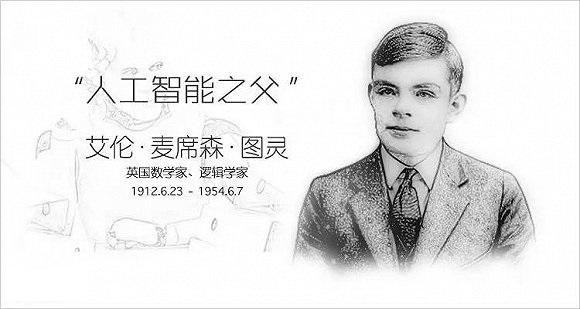 “人工智能之父”
艾伦·麦席森·图灵
英国数学家、逻辑学家
1912.6.23 - 1954.6.7